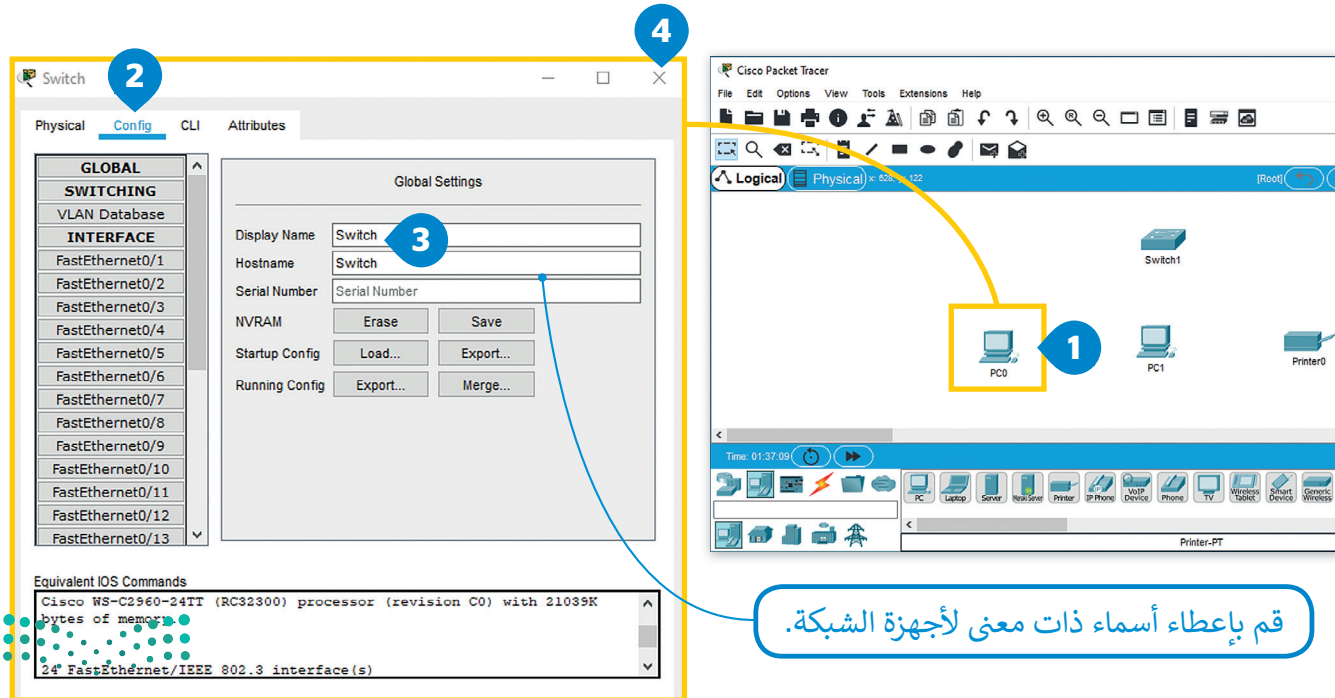 4
Switch
2
Physical Config CLI Attributes
GLOBAL
SWITCHING
VLAN Database
INTERFACE
FastEthernet0/1
FastEthernet0/2
FastEthernet0/3
FastEthernet0/4
FastEthernet0/5
FastEthernet0/6
FastEthernet0/7
FastEthernet0/8
FastEthernet0/9
FastEthernet0/10
FastEthernet0/11
FastEthernet0/12
FastEthernet0/13
Global Settings
Display Name Switch
3
Hostname Switch
Serial Number Serial Number
NVRAM Erase Save
Startup Config Load... Export...
Running Config Export... Merge...
Equivalent IOS Commands
Cisco WS-C2960-24TT (RC32300) processor (revision C0) with 21039K
bytes of memory.
24 FastEthernet/IEEE 802.3 interface(s)
Cisco Packet Tracer
File Edit Options View Tools Extensions Help
Logical Physical x: 628, 122
[Root]
Switch1
1
PC0
PC1
Printer0
Time: 01:37:09
PC Laptop Server Meraki Server Printer IP Phone VoIP Device Phone TV Wireless Tablet Smart Device Generic Wireless
Printer-PT
قم بإعطاء أسماء ذات معنى لأجهزة الشبكة.